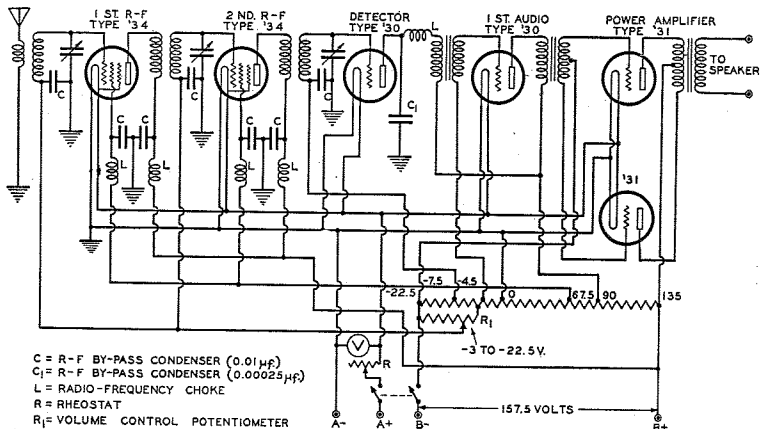 1 ST. R-F
TYPE '34
2 ND. R-F
TYPE '34
DETECTOR
TYPE '30
L
1 ST. AUDIO
TYPE '30
POWER AMPLIFIER
TYPE '31
TO
SPEAKER
C
C
C
C₁
C
C
C
C
L
L
L
L
'31
-22.5
-7.5
-4.5
0
67.5
90
135
R₁
-3 TO -22.5 V.
V
R
C = R-F BY-PASS CONDENSER (0.01 µf.)
C₁ = R-F BY-PASS CONDENSER (0.00025 µf.)
L = RADIO-FREQUENCY CHOKE
R = RHEOSTAT
R₁ = VOLUME CONTROL POTENTIOMETER
157.5 VOLTS
A-
A+
B-
B+